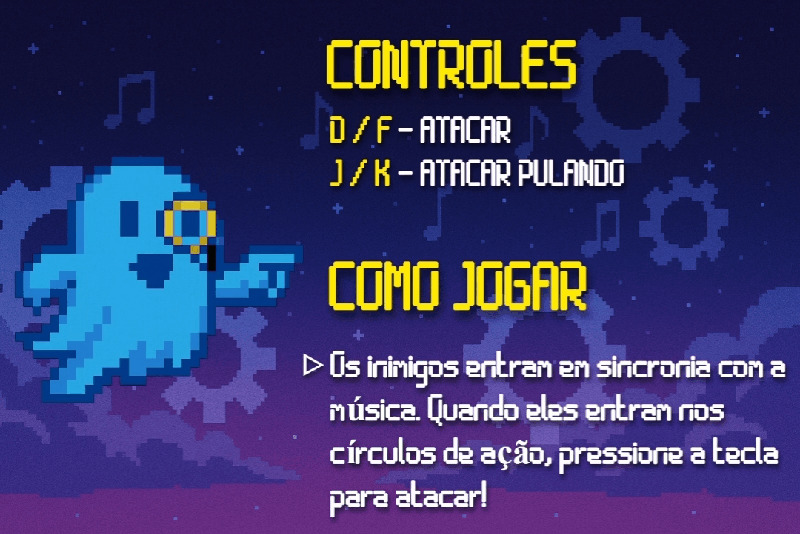 CONTROLES
D / F - ATACAR
J / K - ATACAR PULANDO
COMO JOGAR
▷ Os inimigos entram em sincronia com a
música. Quando eles entram nos
círculos de ação, pressione a tecla
para atacar!